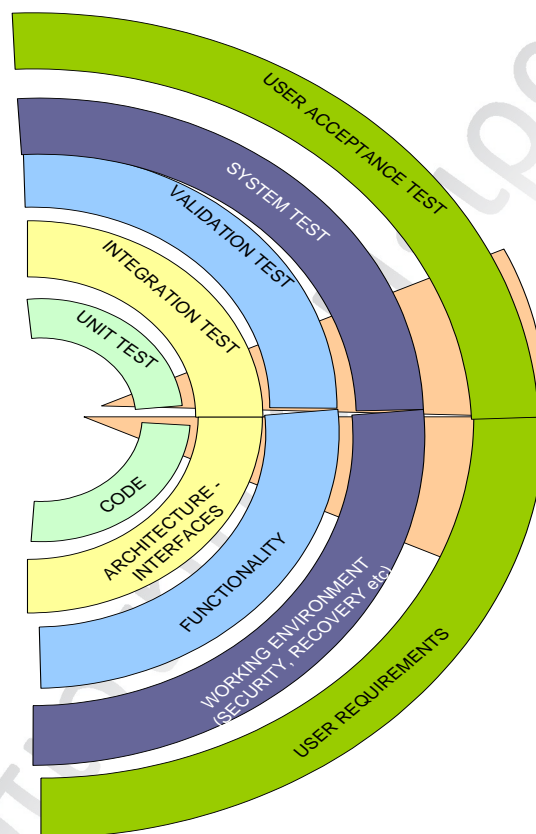 USER ACCEPTANCE TEST
SYSTEM TEST
VALIDATION TEST
INTEGRATION TEST
UNIT TEST
CODE
ARCHITECTURE -
INTERFACES
FUNCTIONALITY
WORKING ENVIRONMENT
(SECURITY, RECOVERY etc)
USER REQUIREMENTS